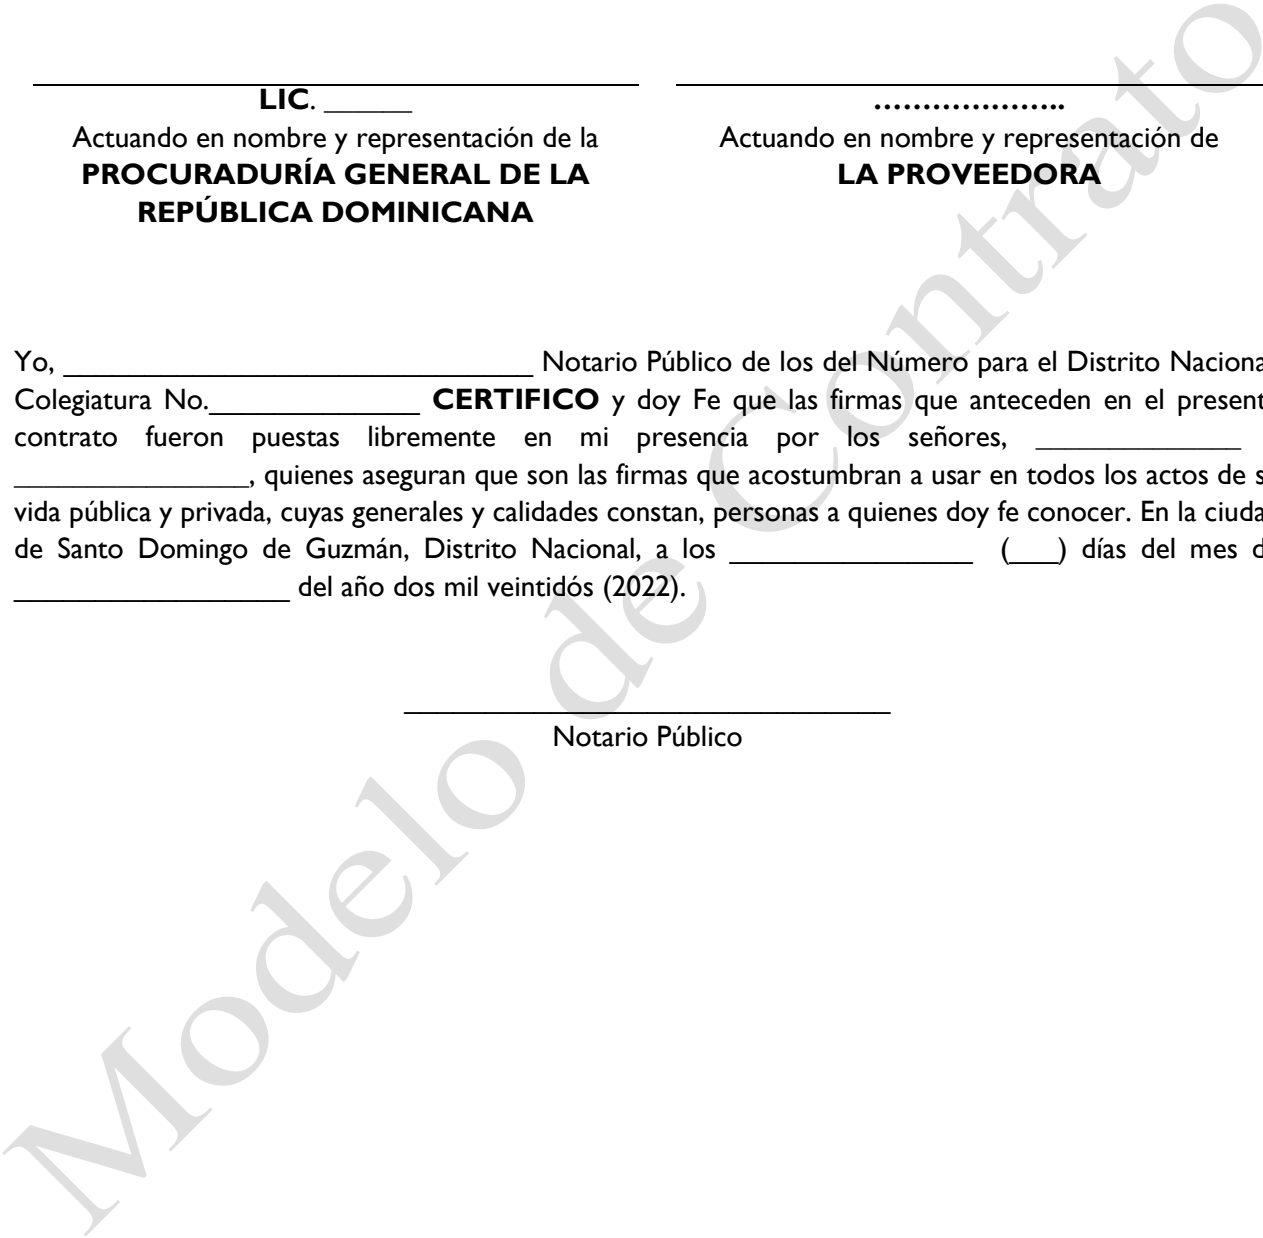 LIC. ______
Actuando en nombre y representación de la
PROCURADURÍA GENERAL DE LA
REPÚBLICA DOMINICANA
………………..
Actuando en nombre y representación de
LA PROVEEDORA
Yo, ________________________________ Notario Público de los del Número para el Distrito Naciona
Colegiatura No.______________ CERTIFICO y doy Fe que las firmas que anteceden en el present
contrato fueron puestas libremente en mi presencia por los señores, ______________
________________, quienes aseguran que son las firmas que acostumbran a usar en todos los actos de s
vida pública y privada, cuyas generales y calidades constan, personas a quienes doy fe conocer. En la ciuda
de Santo Domingo de Guzmán, Distrito Nacional, a los ________________ (___) días del mes d
___________________ del año dos mil veintidós (2022).
_________________________________
Notario Público
Modelo de Contrato